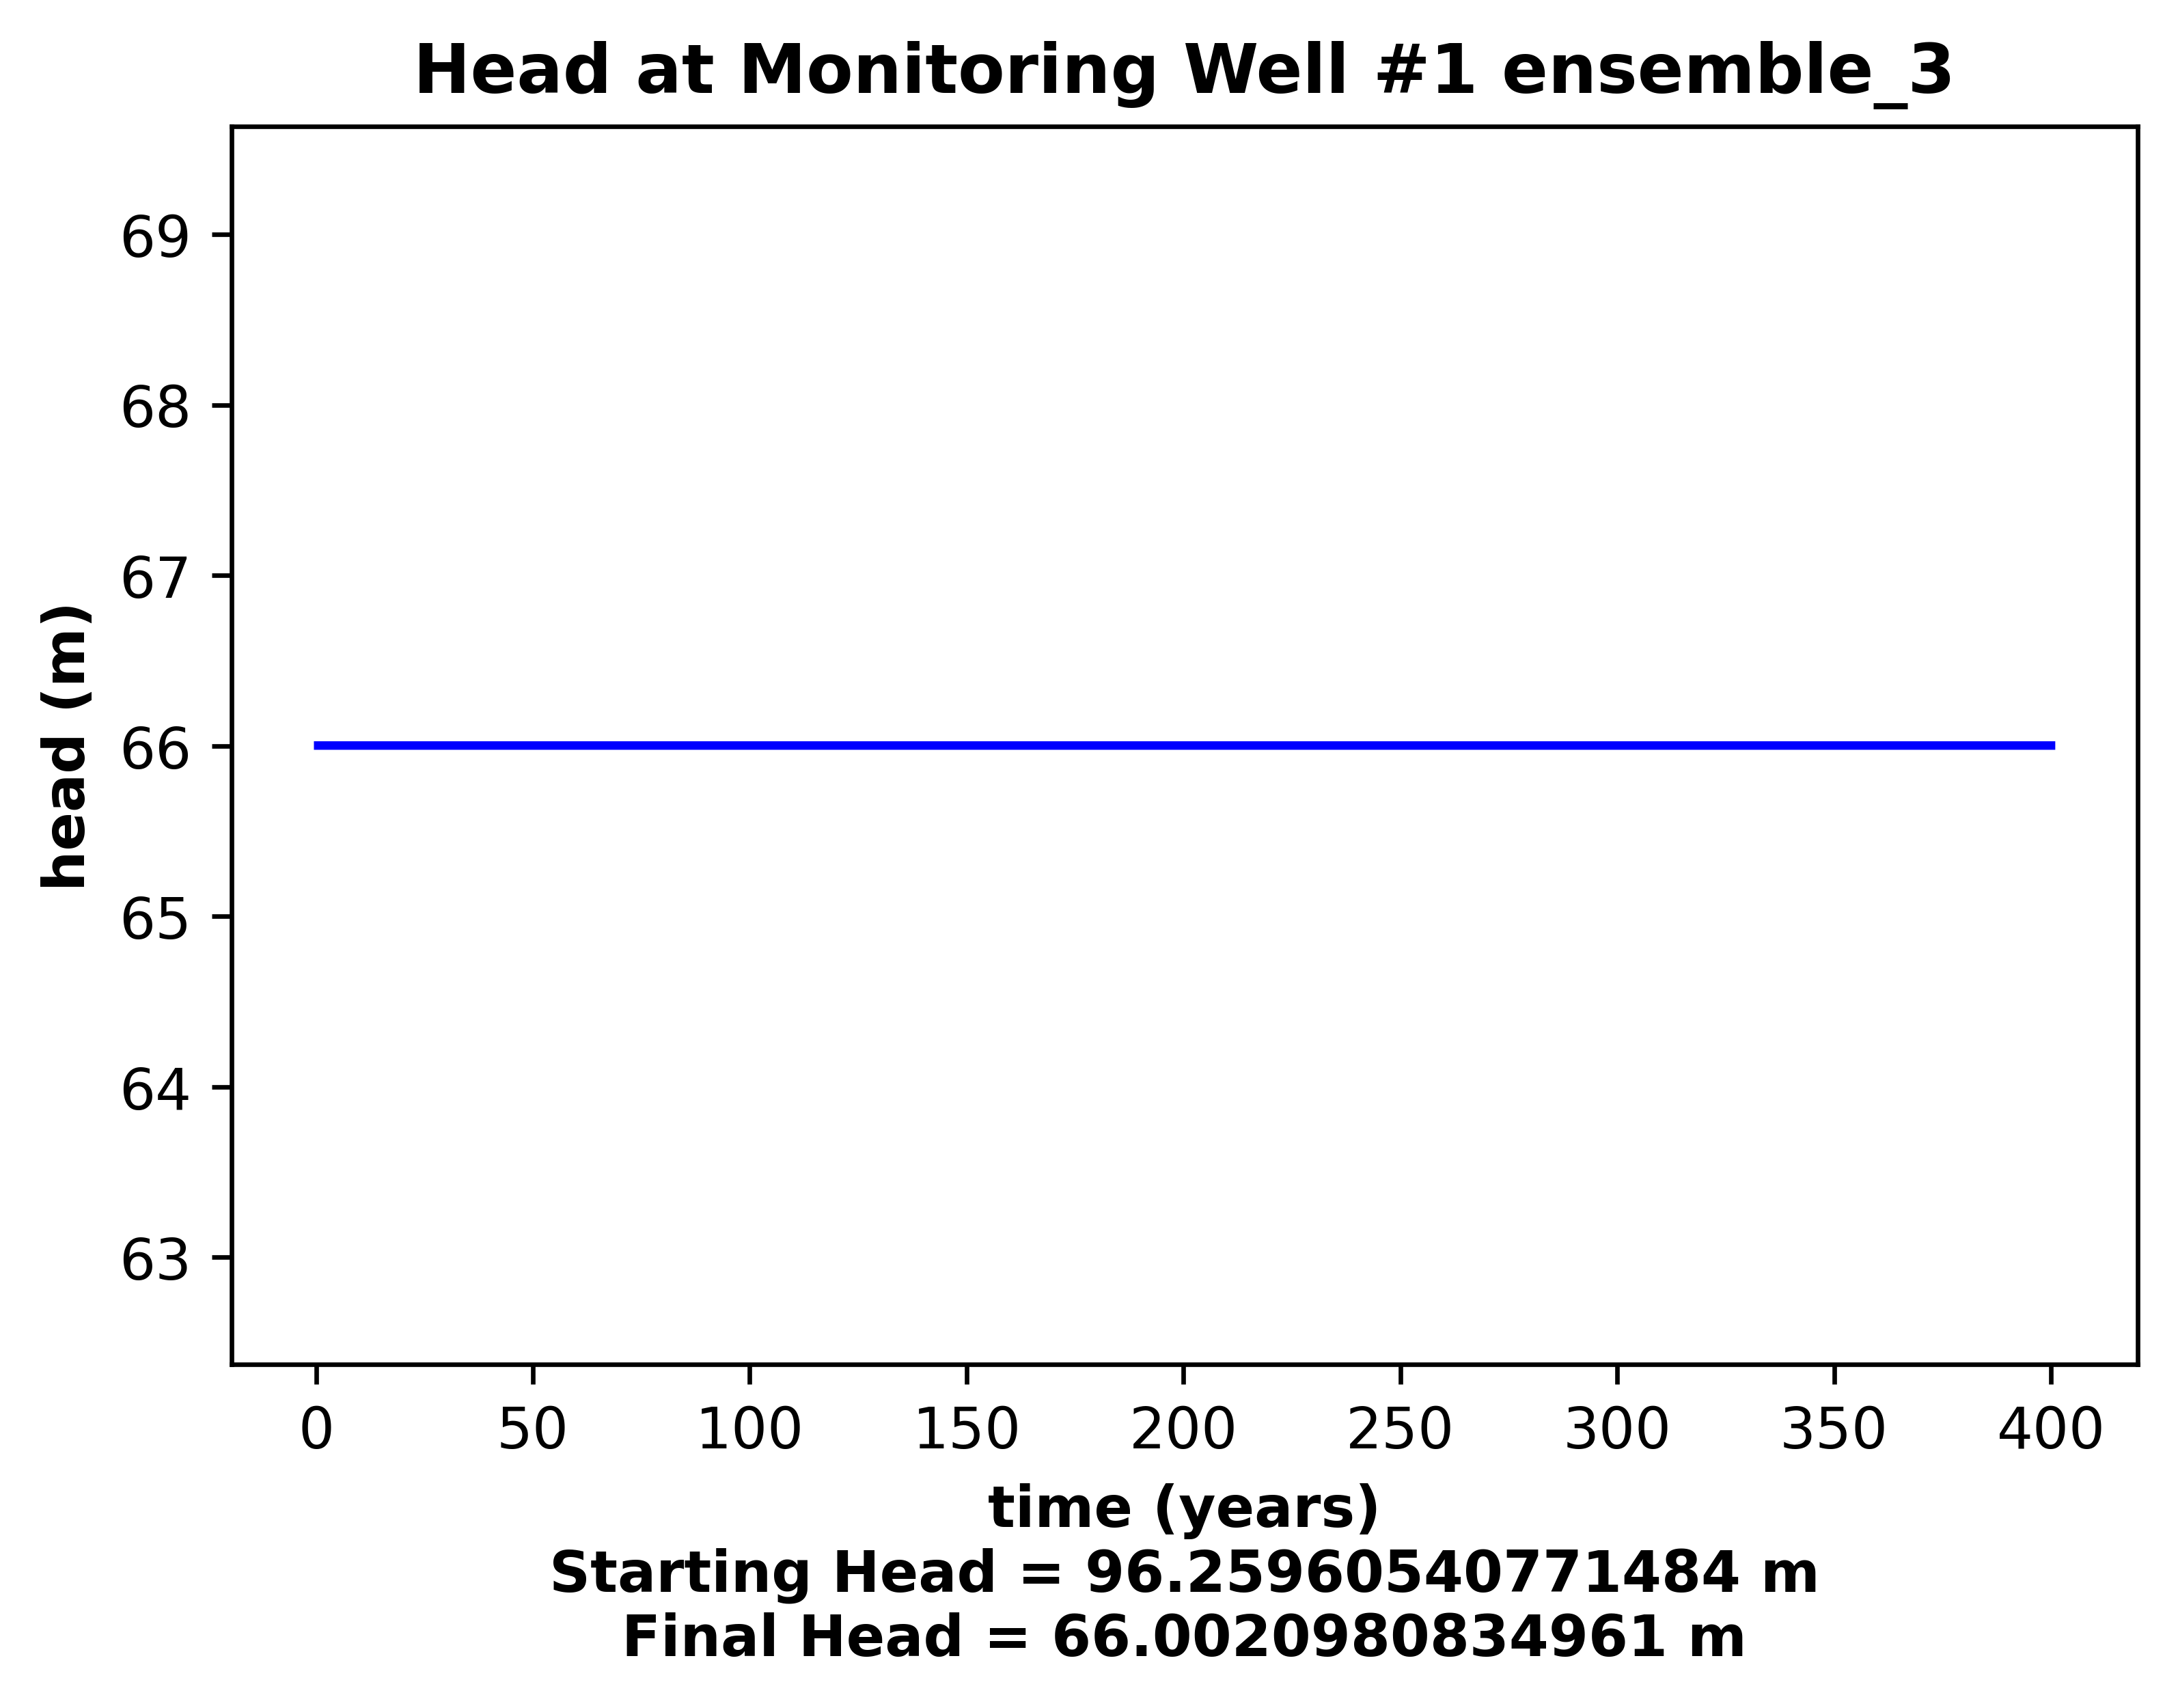 Head at Monitoring Well #1 ensemble_3
head (m)
69
68
67
66
65
64
63
0 50 100 150 200 250 300 350 400
time (years)
Starting Head = 96.25960540771484 m
Final Head = 66.0020980834961 m